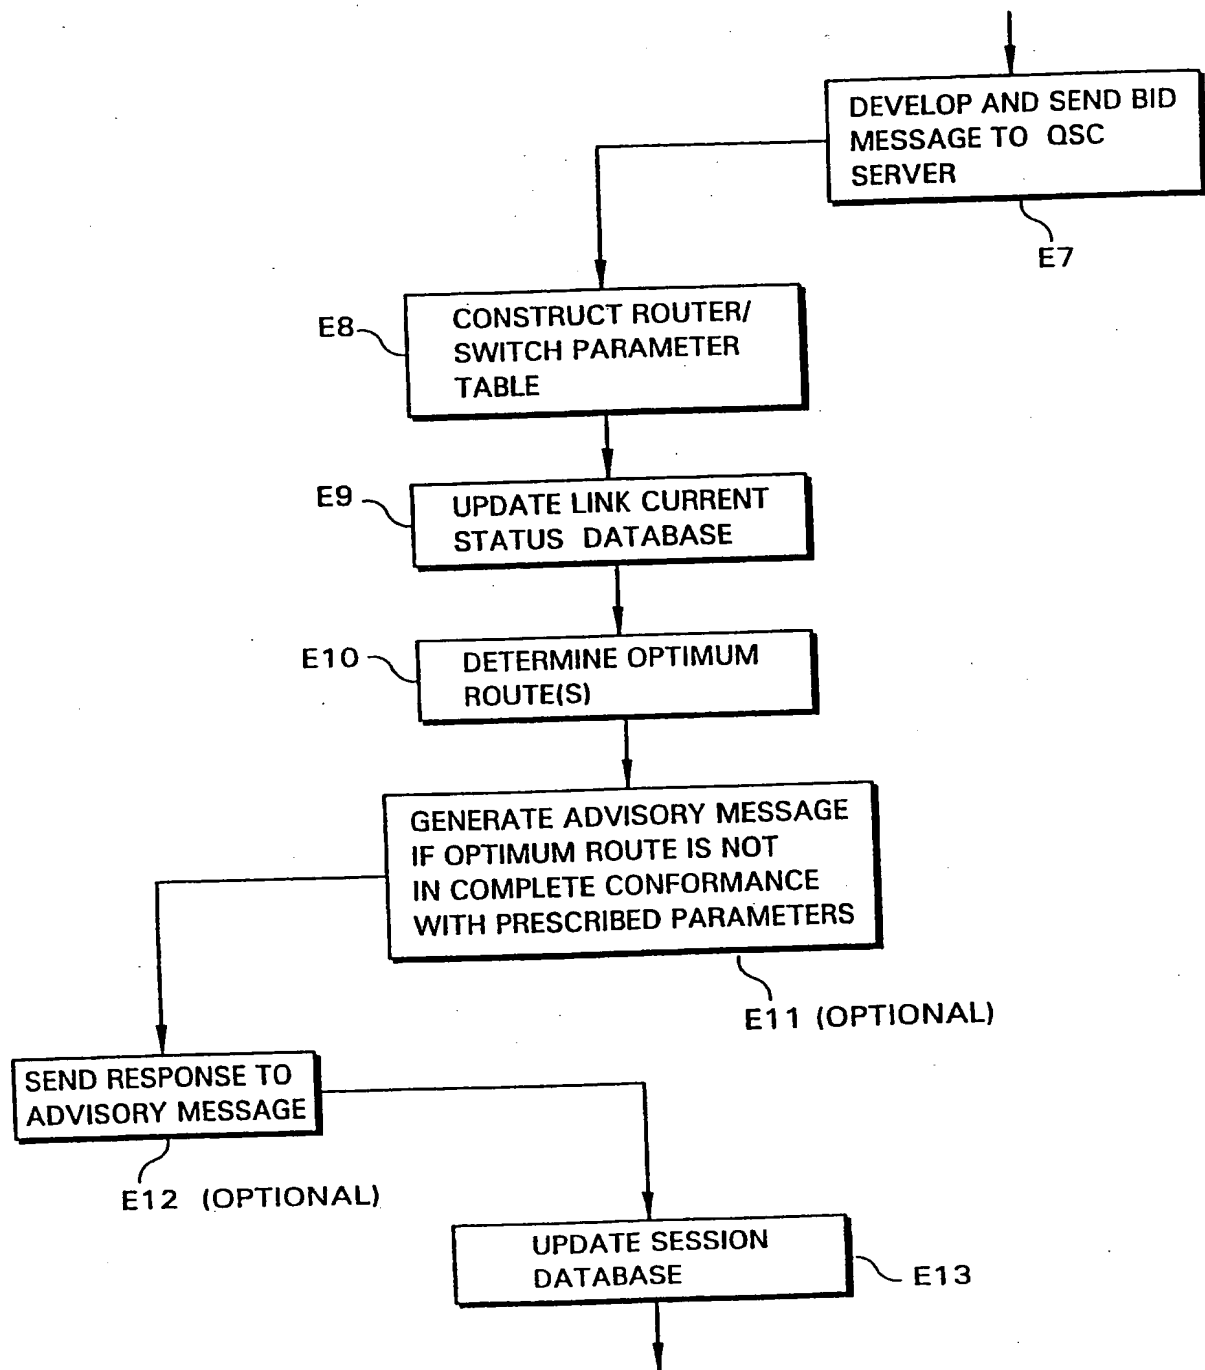 DEVELOP AND SEND BID
MESSAGE TO QSC
SERVER
E7
E8
CONSTRUCT ROUTER/
SWITCH PARAMETER
TABLE
E9
UPDATE LINK CURRENT
STATUS DATABASE
E10
DETERMINE OPTIMUM
ROUTE(S)
GENERATE ADVISORY MESSAGE
IF OPTIMUM ROUTE IS NOT
IN COMPLETE CONFORMANCE
WITH PRESCRIBED PARAMETERS
E11 (OPTIONAL)
SEND RESPONSE TO
ADVISORY MESSAGE
E12 (OPTIONAL)
UPDATE SESSION
DATABASE
E13